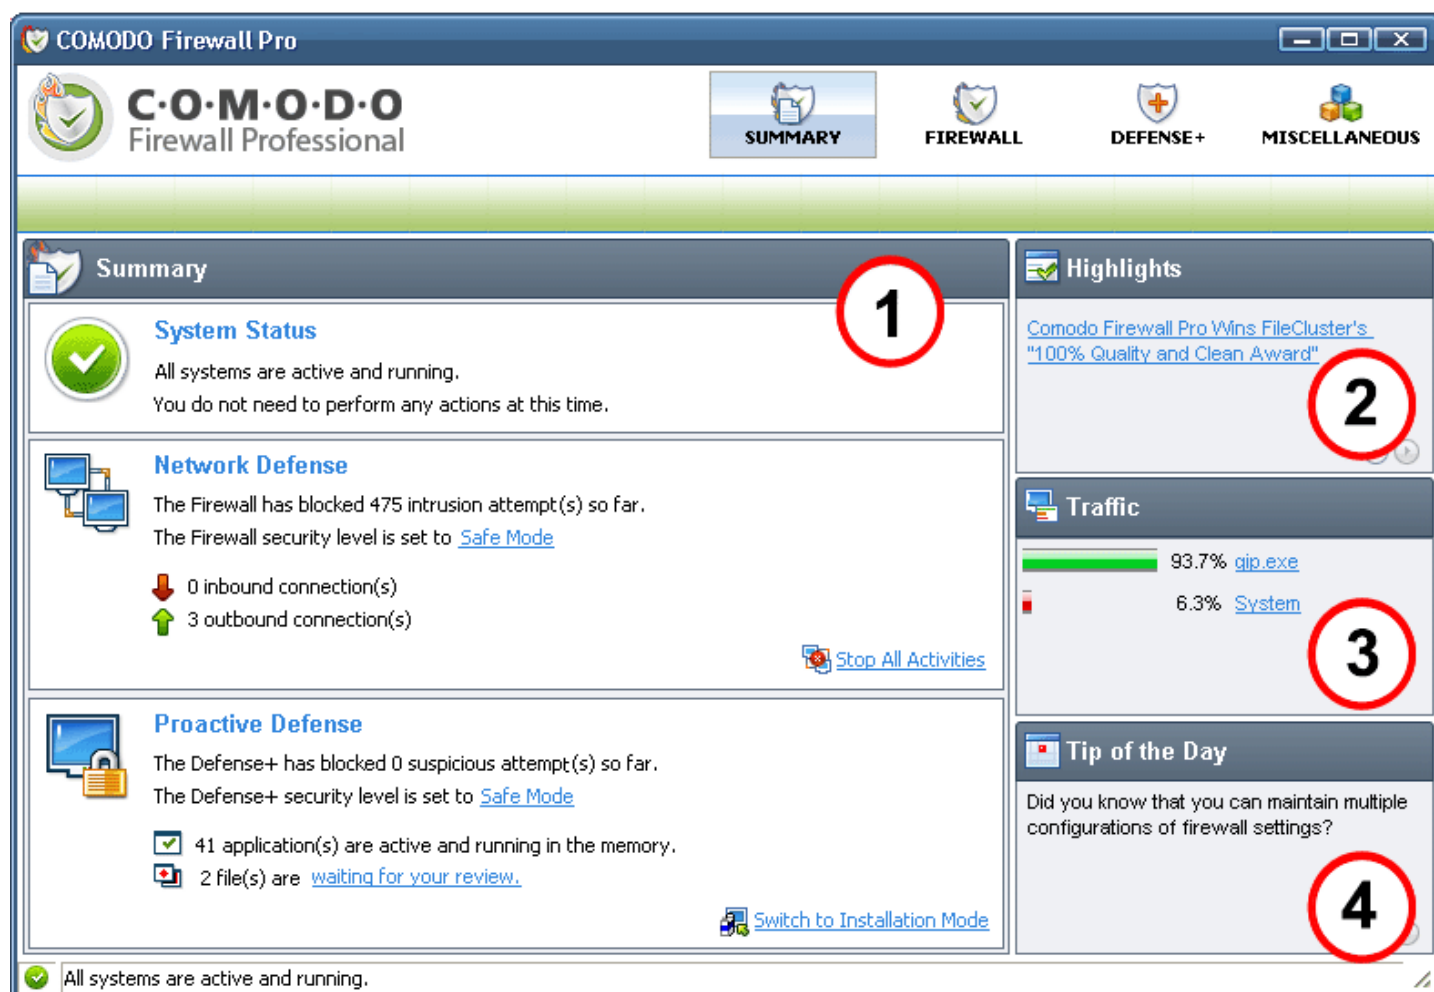 COMODO Firewall Pro
C·O·M·O·D·O
Firewall Professional
SUMMARY
FIREWALL
DEFENSE+
MISCELLANEOUS
Summary
1
System Status
All systems are active and running.
You do not need to perform any actions at this time.
Network Defense
The Firewall has blocked 475 intrusion attempt(s) so far.
The Firewall security level is set to Safe Mode
0 inbound connection(s)
3 outbound connection(s)
Stop All Activities
Proactive Defense
The Defense+ has blocked 0 suspicious attempt(s) so far.
The Defense+ security level is set to Safe Mode
41 application(s) are active and running in the memory.
2 file(s) are waiting for your review.
Switch to Installation Mode
Highlights
Comodo Firewall Pro Wins FileCluster's
"100% Quality and Clean Award"
2
Traffic
93.7% qip.exe
6.3% System
3
Tip of the Day
Did you know that you can maintain multiple
configurations of firewall settings?
4
All systems are active and running.